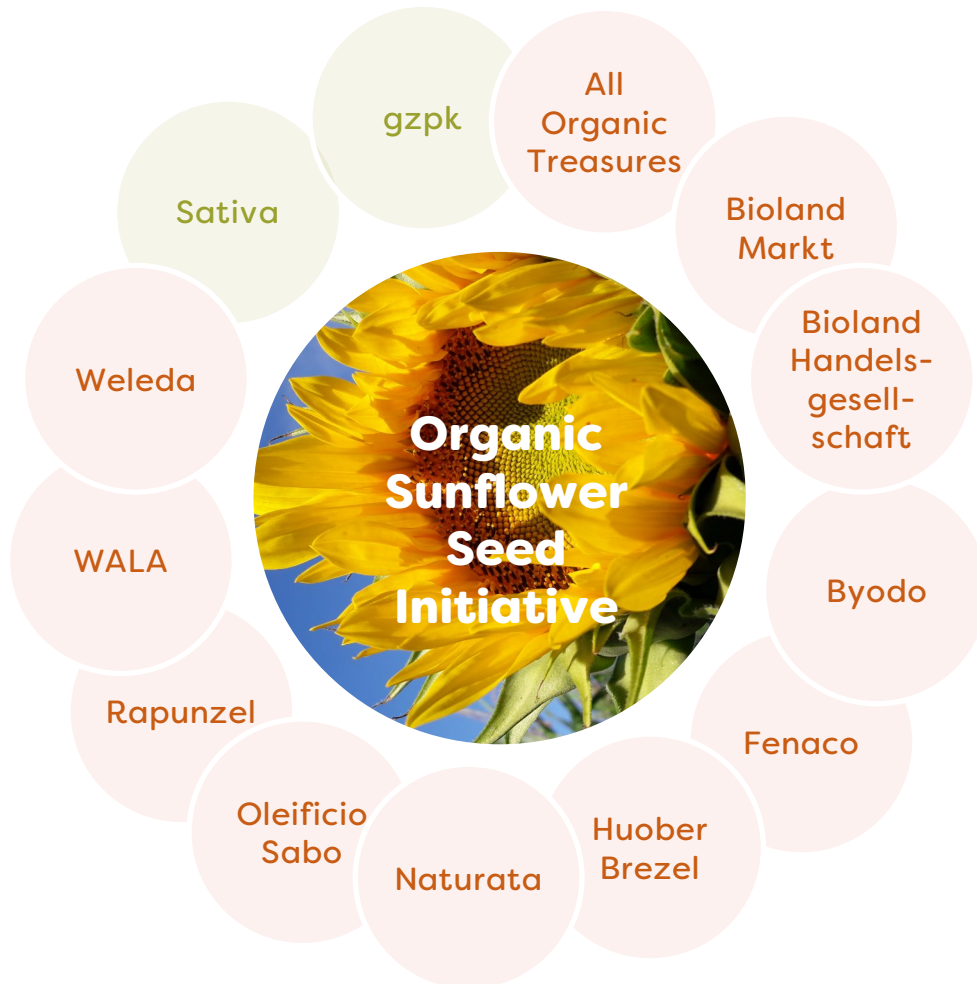 gzpk
All
Organic
Treasures
Sativa
Bioland
Markt
Bioland
Handels-
gesell-
schaft
Weleda
Organic
Sunflower
Seed
Initiative
WALA
Byodo
Rapunzel
Fenaco
Oleificio
Sabo
Huober
Brezel
Naturata